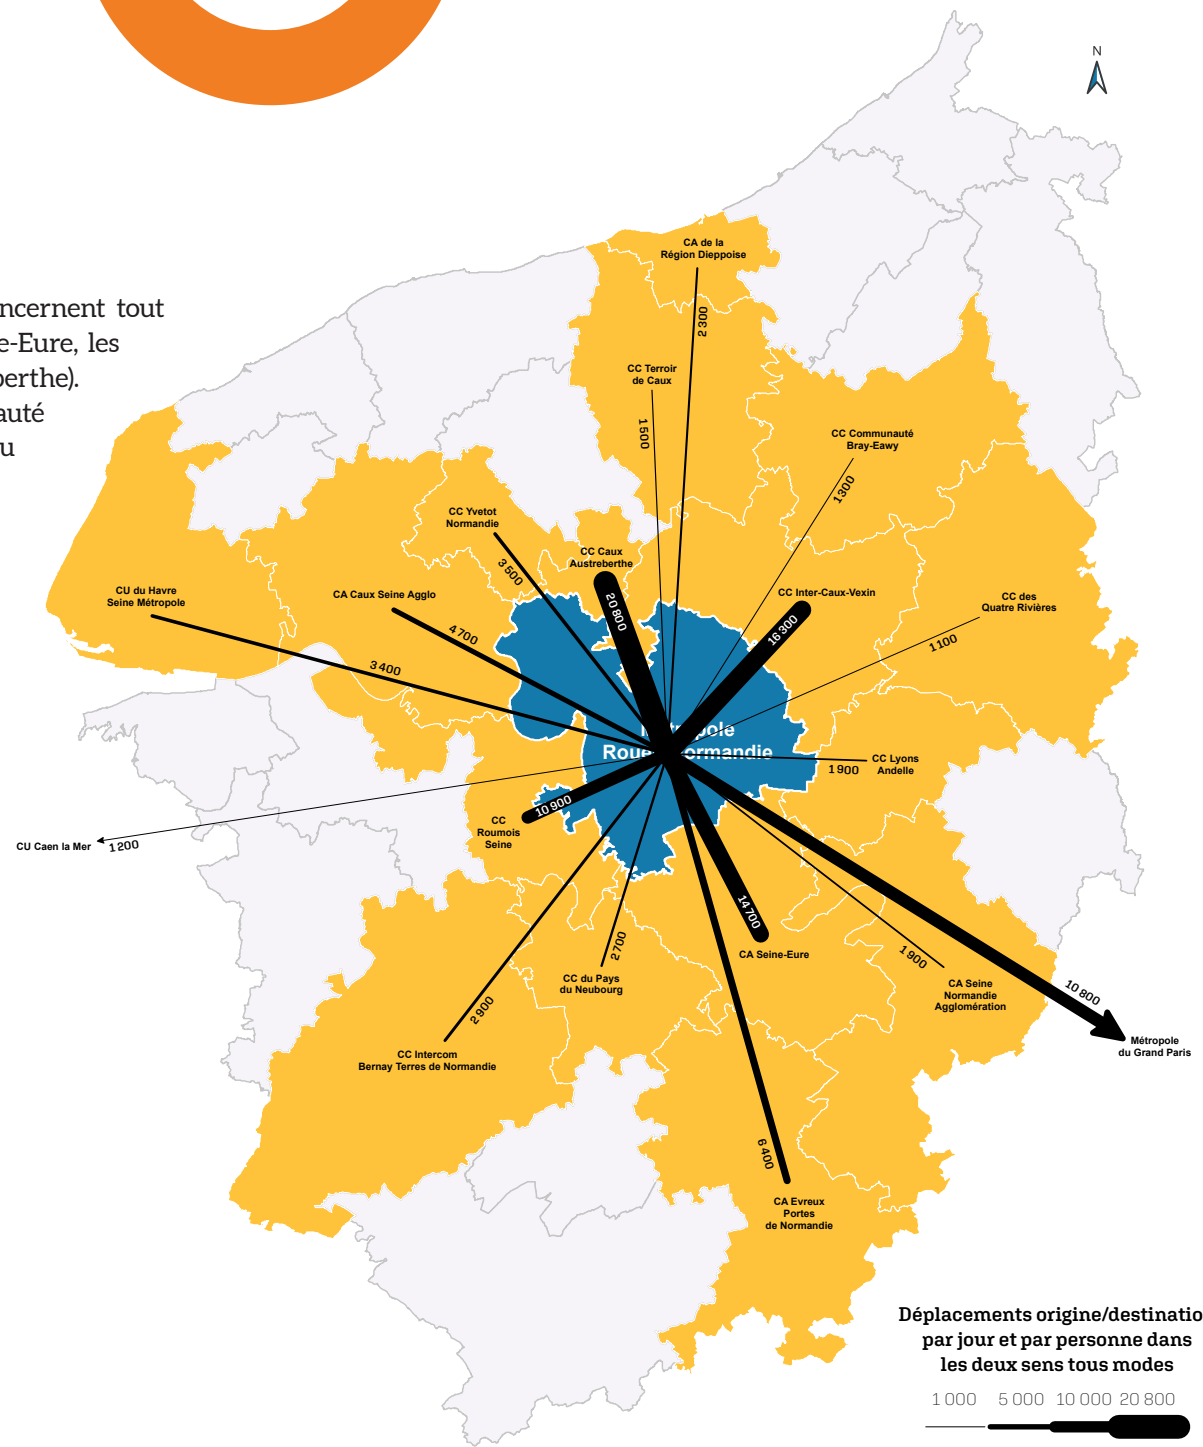 N
CA de la
Région Dieppoise
2 300
ncernent tout
e-Eure, les
perthe).
auté
u
CC Terroir
de Caux
1 500
CC Communauté
Bray-Eawy
1300
CC Yvetot
Normandie
3 500
CC Caux
Austreberthe
20 800
CU du Havre
Seine Métropole
3 400
CA Caux Seine Agglo
4 700
CC Inter-Caux-Vexin
16 300
CC des
Quatre Rivières
1 100
Métropole
Rouen Normandie
CC Lyons
Andelle
1 900
CU Caen la Mer
1 200
CC
Roumois
Seine
10 900
14 700
CA Seine-Eure
1 900
CA Seine
Normandie
Agglomération
2 700
CC du Pays
du Neubourg
2 900
CC Intercom
Bernay Terres de Normandie
10 800
Métropole
du Grand Paris
6 400
CA Evreux
Portes
de Normandie
Déplacements origine/destinatio
par jour et par personne dans
les deux sens tous modes
1 000 5 000 10 000 20 800